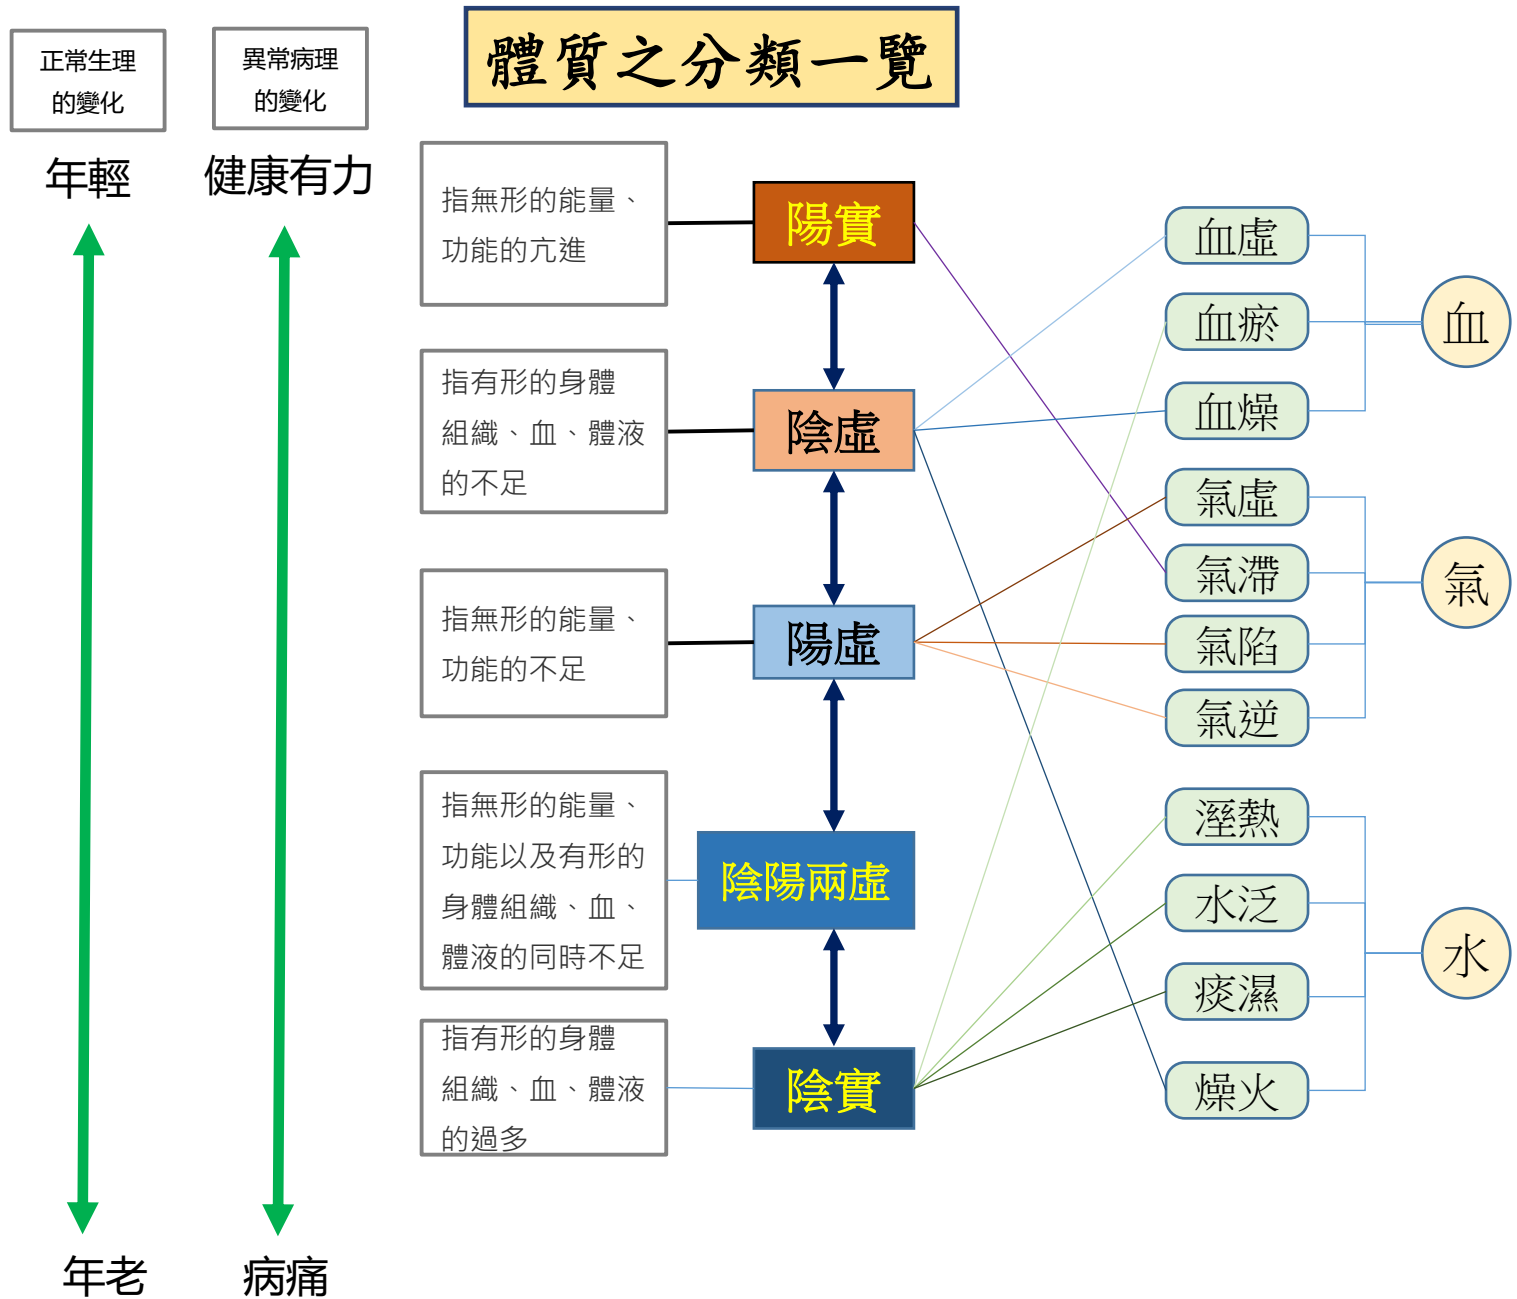 體質之分類一覽
正常生理
的變化
異常病理
的變化
年輕
健康有力
年老
病痛
指無形的能量、
功能的亢進
陽實
指有形的身體
組織、血、體液
的不足
陰虛
指無形的能量、
功能的不足
陽虛
指無形的能量、
功能以及有形的
身體組織、血、
體液的同時不足
陰陽兩虛
指有形的身體
組織、血、體液
的過多
陰實
血虛
血瘀
血燥
血
氣虛
氣滯
氣陷
氣逆
氣
溼熱
水泛
痰濕
燥火
水